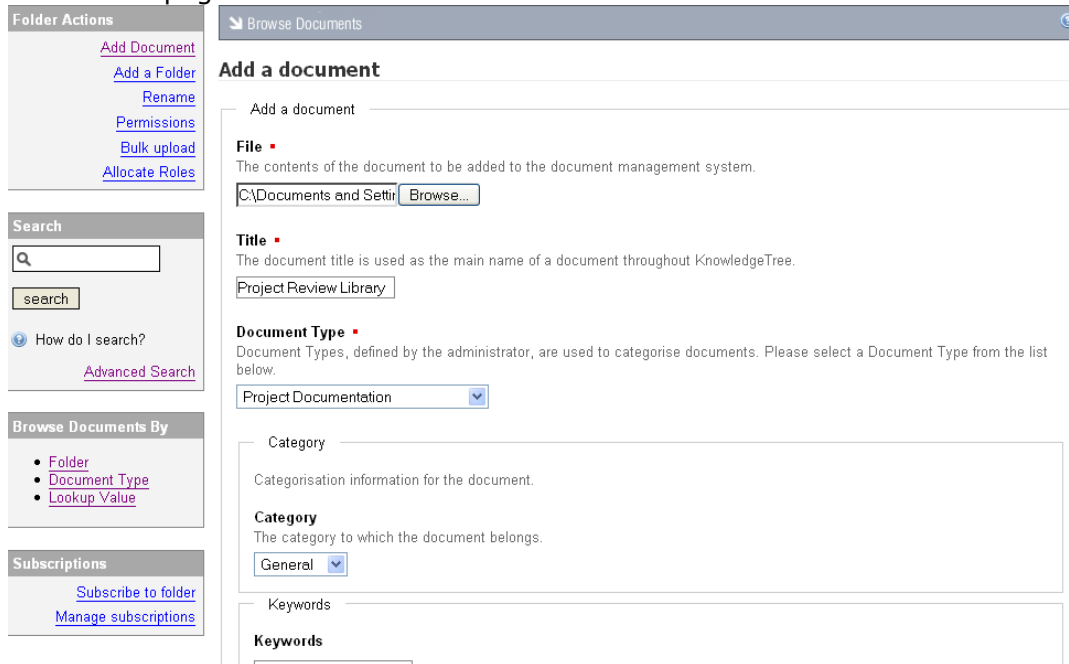 Folder Actions
Add Document
Add a Folder
Rename
Permissions
Bulk upload
Allocate Roles
Search
search
How do I search?
Advanced Search
Browse Documents By
Folder
Document Type
Lookup Value
Subscriptions
Subscribe to folder
Manage subscriptions
Browse Documents
Add a document
Add a document
File
The contents of the document to be added to the document management system.
C:\Documents and Settir Browse...
Title
The document title is used as the main name of a document throughout KnowledgeTree.
Project Review Library
Document Type
Document Types, defined by the administrator, are used to categorise documents. Please select a Document Type from the list
below.
Project Documentation
Category
Categorisation information for the document.
Category
The category to which the document belongs.
General
Keywords
Keywords